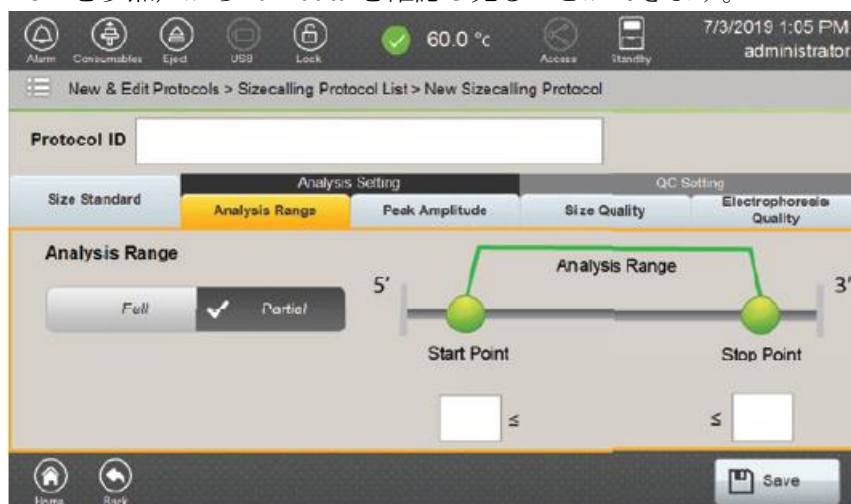 7/3/2019 1:05 PM
60.0 °c
administrator
Alarm Consumables Eject USB Lock Access Standby
New & Edit Protocols > Sizecalling Protocol List > New Sizecalling Protocol
Protocol ID
Analysis Setting QC Setting
Size Standard Analysis Range Peak Amplitude Size Quality Electrophoresis Quality
Analysis Range
Full Partial
5′ Analysis Range 3′
Start Point Stop Point
≤ ≤
Home Back Save